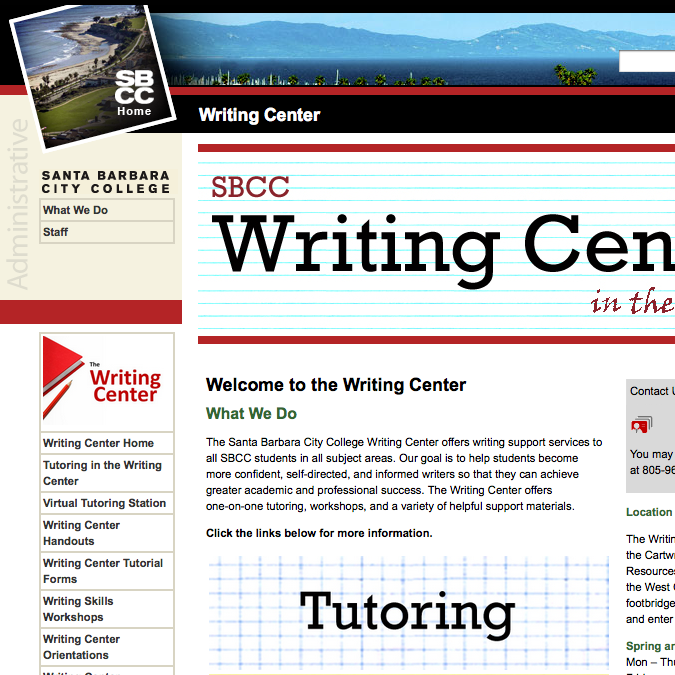 SB
CC
Home
Writing Center
Administrative
SANTA BARBARA
CITY COLLEGE
What We Do
Staff
SBCC
Writing Cen
in the
The
Writing
Center
Writing Center Home
Tutoring in the Writing
Center
Virtual Tutoring Station
Writing Center
Handouts
Writing Center Tutorial
Forms
Writing Skills
Workshops
Writing Center
Orientations
Welcome to the Writing Center
What We Do
The Santa Barbara City College Writing Center offers writing support services to
all SBCC students in all subject areas. Our goal is to help students become
more confident, self-directed, and informed writers so that they can achieve
greater academic and professional success. The Writing Center offers
one-on-one tutoring, workshops, and a variety of helpful support materials.
Click the links below for more information.
Tutoring
Contact U
You may
at 805-96
Location
The Writin
the Cartw
Resources
the West C
footbridge
and enter
Spring an
Mon – Thu